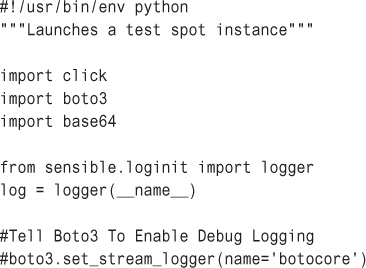 #!/usr/bin/env python
"""Launches a test spot instance"""
import click
import boto3
import base64
from sensible.loginit import logger
log = logger(__name__)
#Tell Boto3 To Enable Debug Logging
#boto3.set_stream_logger(name='botocore')